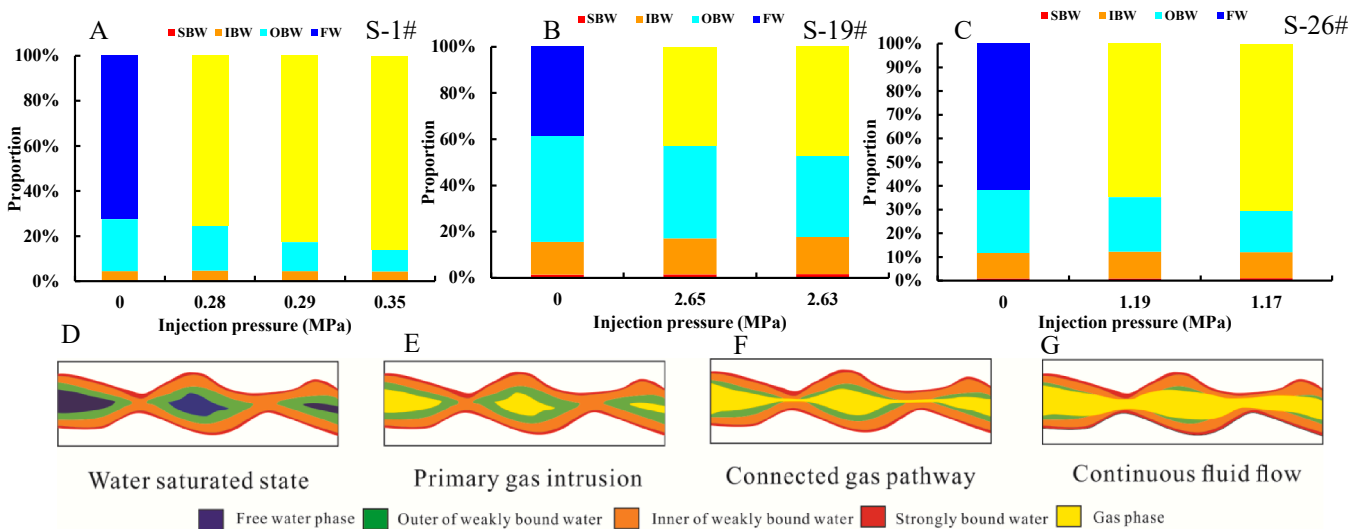 A
SBW IBW OBW FW
S-1#
100%
80%
60%
40%
20%
0%
Proportion
0 0.28 0.29 0.35
Injection pressure (MPa)
B
SBW IBW OBW FW
S-19#
100%
80%
60%
40%
20%
0%
Proportion
0 2.65 2.63
Injection pressure (MPa)
C
SBW IBW OBW FW
S-26#
100%
90%
80%
70%
60%
50%
40%
30%
20%
10%
0%
Proportion
0 1.19 1.17
Injection pressure (MPa)
D E F G
Water saturated state Primary gas intrusion Connected gas pathway Continuous fluid flow
Free water phase Outer of weakly bound water Inner of weakly bound water Strongly bound water Gas phase